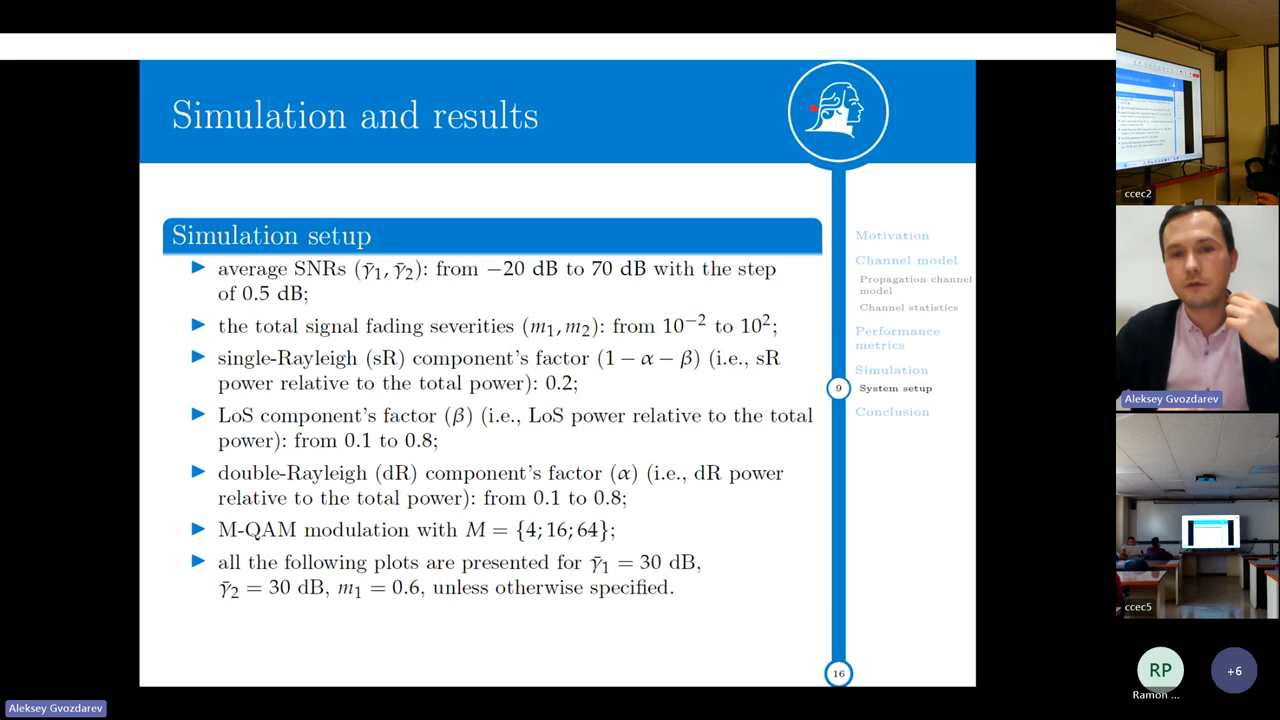 Simulation and results
Simulation setup
▶ average SNRs (γ̄₁, γ̄₂): from −20 dB to 70 dB with the step
of 0.5 dB;
▶ the total signal fading severities (m₁, m₂): from 10⁻² to 10²;
▶ single-Rayleigh (sR) component's factor (1 − α − β) (i.e., sR
power relative to the total power): 0.2;
▶ LoS component's factor (β) (i.e., LoS power relative to the total
power): from 0.1 to 0.8;
▶ double-Rayleigh (dR) component's factor (α) (i.e., dR power
relative to the total power): from 0.1 to 0.8;
▶ M-QAM modulation with M = {4; 16; 64};
▶ all the following plots are presented for γ̄₁ = 30 dB,
γ̄₂ = 30 dB, m₁ = 0.6, unless otherwise specified.
Motivation
Channel model
Propagation channel
model
Channel statistics
Performance
metrics
Simulation
9
System setup
Conclusion
16
ccec2
Aleksey Gvozdarev
ccec5
RP
Ramon ...
+6
Aleksey Gvozdarev